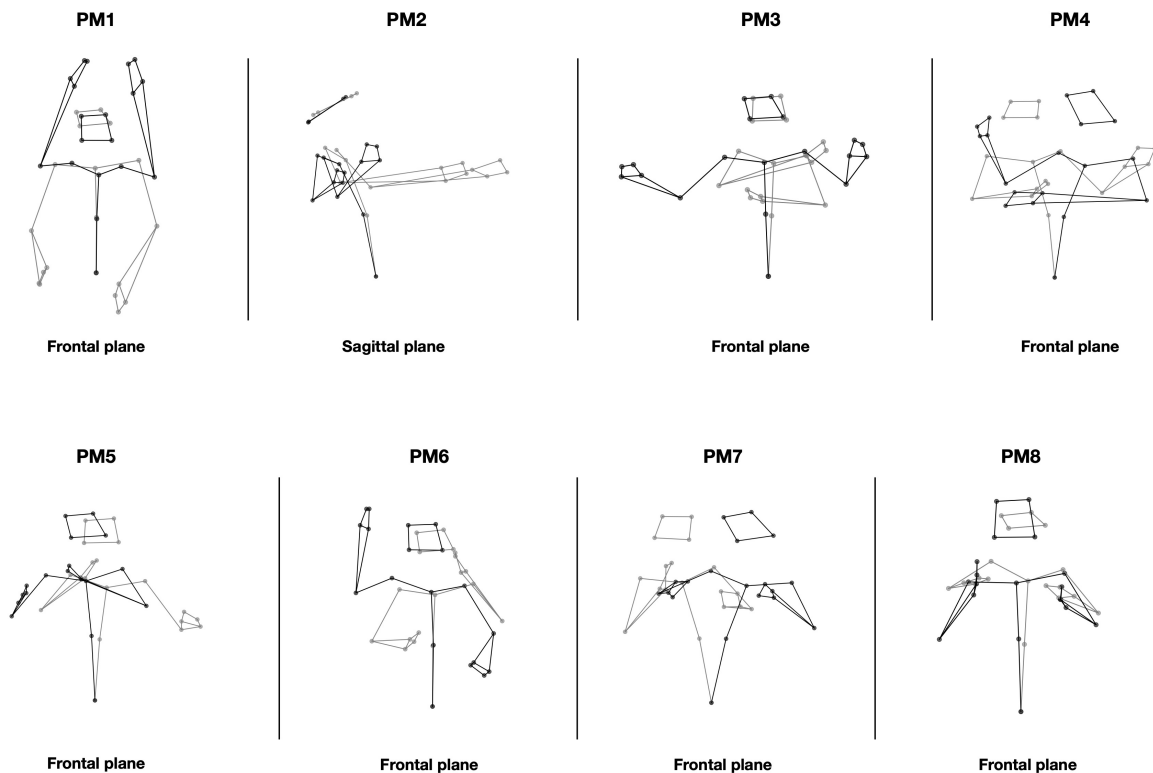 PM1 PM2 PM3 PM4
Frontal plane Sagittal plane Frontal plane Frontal plane
PM5 PM6 PM7 PM8
Frontal plane Frontal plane Frontal plane Frontal plane